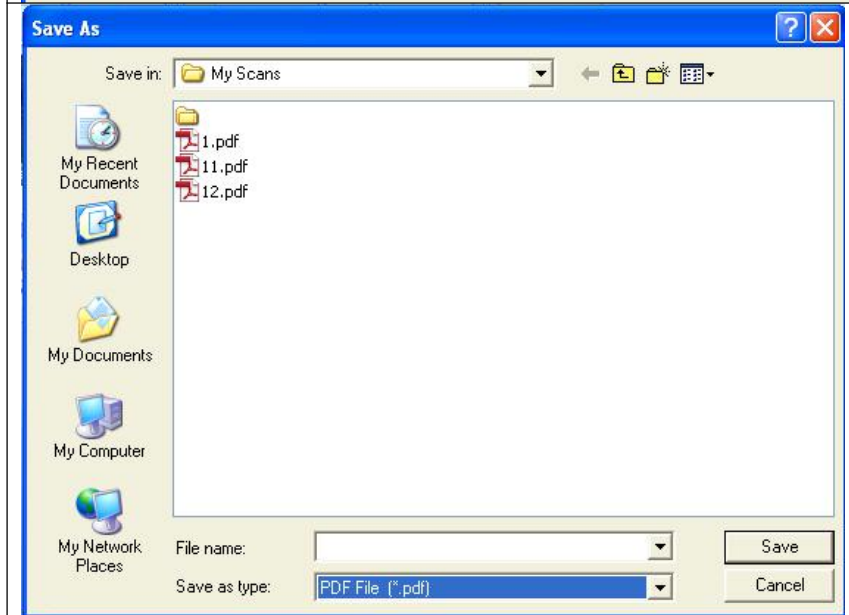 Save As
Save in: My Scans
1.pdf
11.pdf
12.pdf
My Recent
Documents
Desktop
My Documents
My Computer
My Network
Places
File name:
Save
Save as type: PDF File (*.pdf)
Cancel